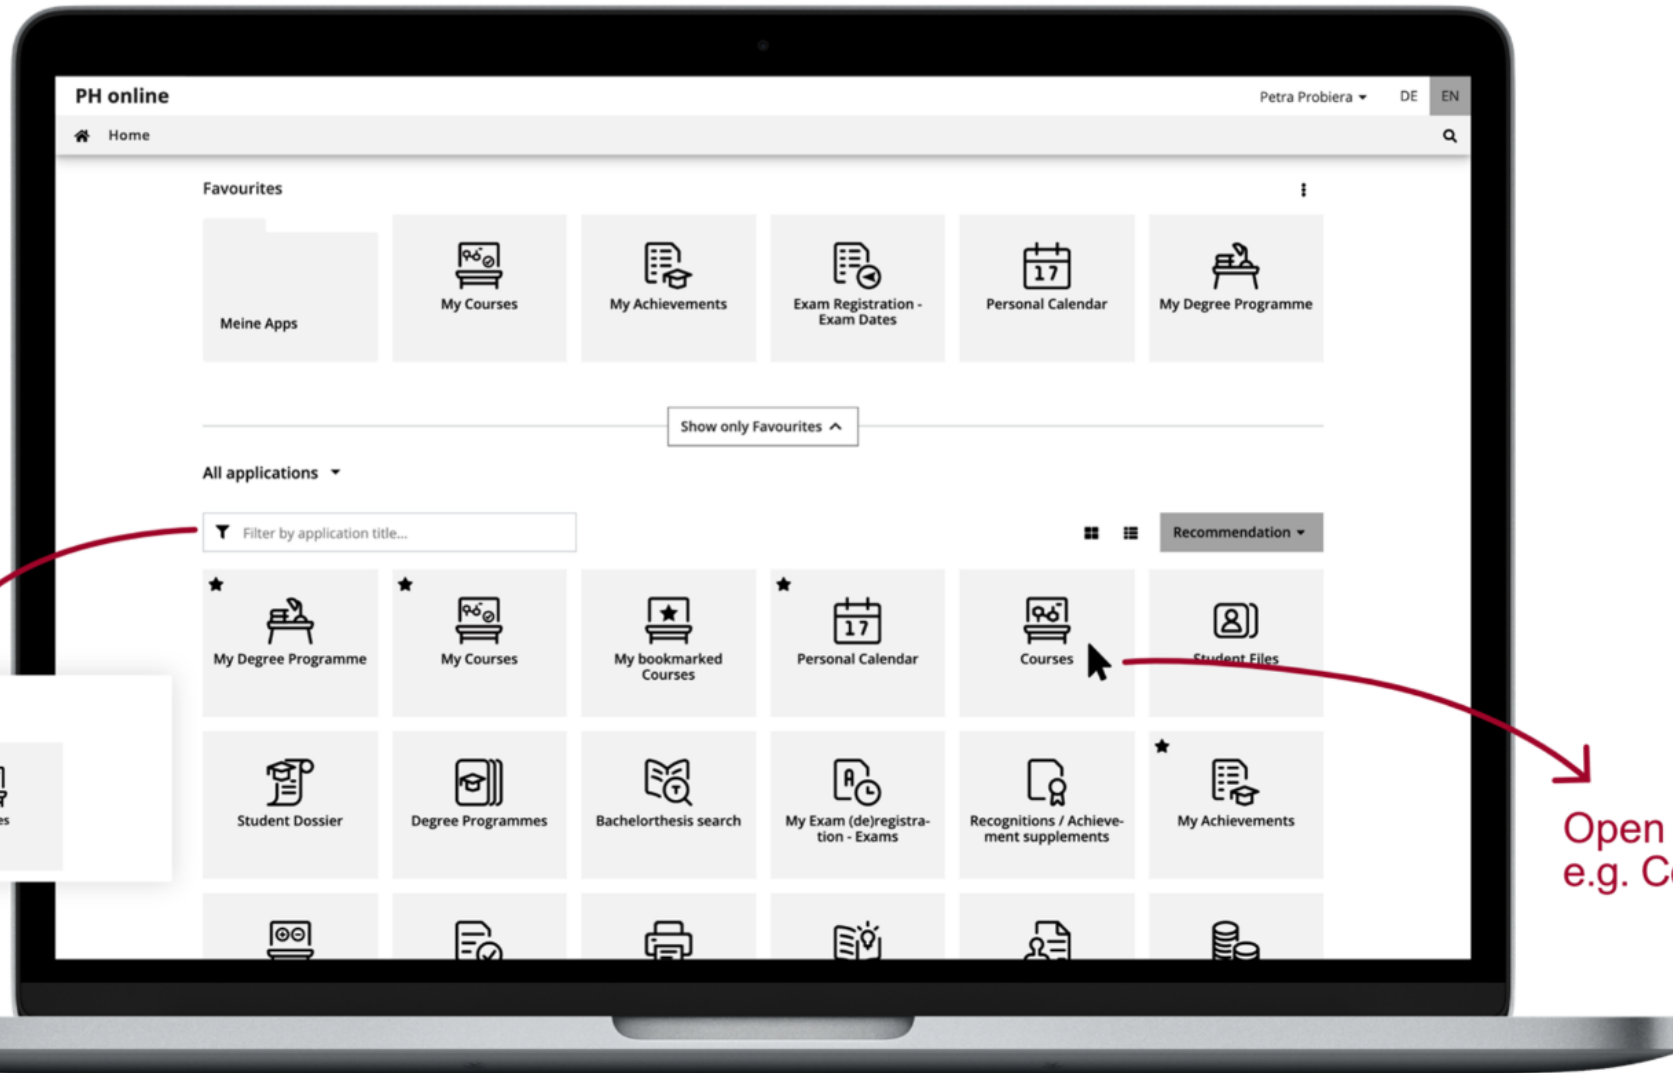 PH online
Petra Probiera
DE
EN
Home
Favourites
Meine Apps
My Courses
My Achievements
Exam Registration -
Exam Dates
17
Personal Calendar
My Degree Programme
Show only Favourites
All applications
Filter by application title...
Recommendation
My Degree Programme
My Courses
My bookmarked
Courses
17
Personal Calendar
Courses
Student Files
Student Dossier
Degree Programmes
T
Bachelorthesis search
A
My Exam (de)registra-
tion - Exams
Recognitions / Achieve-
ment supplements
My Achievements
Open
e.g.